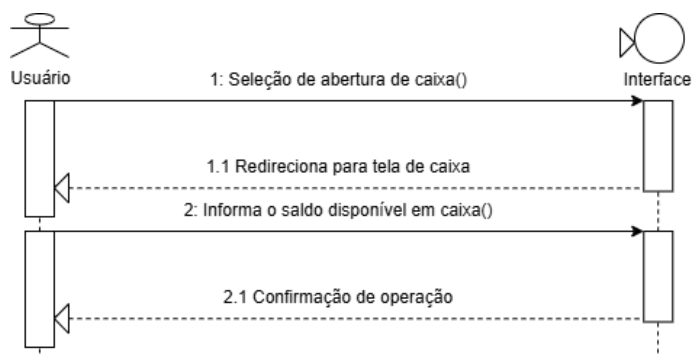 Usuário
Interface
1: Seleção de abertura de caixa()
1.1 Redireciona para tela de caixa
2: Informa o saldo disponível em caixa()
2.1 Confirmação de operação